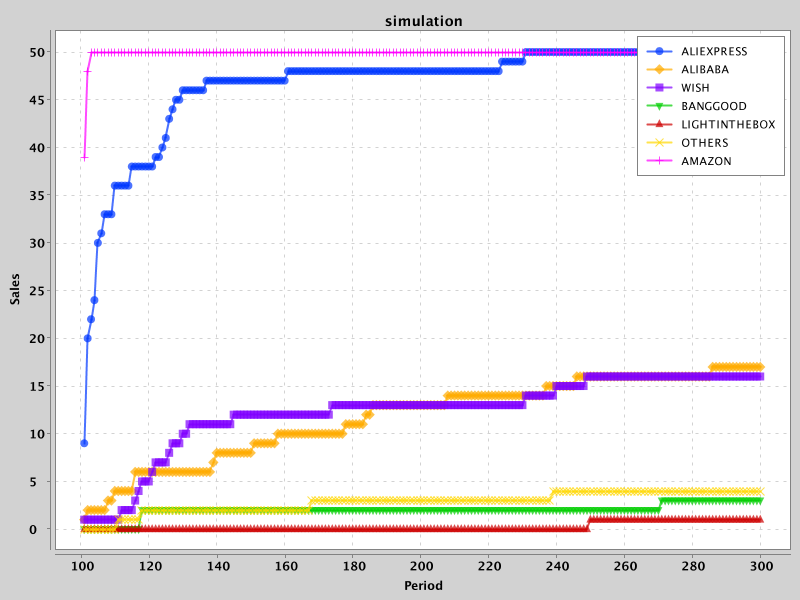 simulation
50
45
40
35
30
25
20
15
10
5
0
Sales
100 120 140 160 180 200 220 240 260 280 300
Period
ALIEXPRESS
ALIBABA
WISH
BANGGOOD
LIGHTINTHEBOX
OTHERS
AMAZON